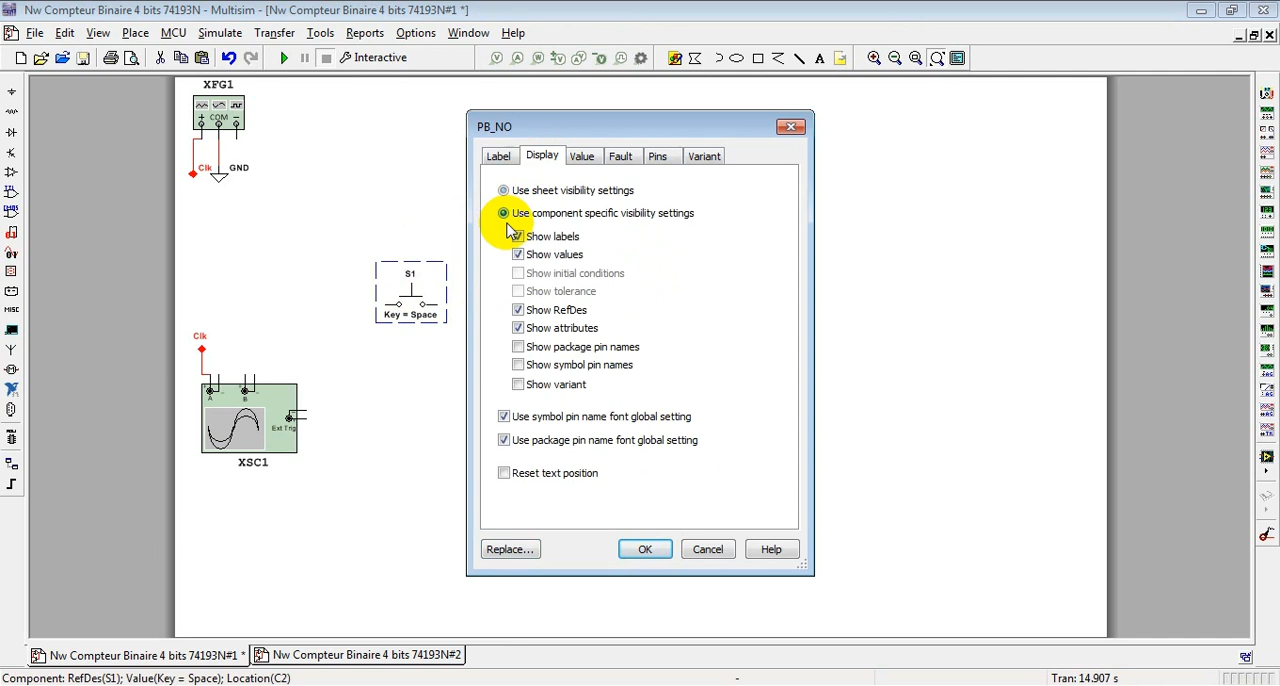 Nw Compteur Binaire 4 bits 74193N - Multisim - [Nw Compteur Binaire 4 bits 74193N#1 *]
File Edit View Place MCU Simulate Transfer Tools Reports Options Window Help
Interactive
XFG1
COM
Clk
GND
S1
Key = Space
Clk
A
B
Ext Trig
XSC1
PB_NO
Label Display Value Fault Pins Variant
Use sheet visibility settings
Use component specific visibility settings
Show labels
Show values
Show initial conditions
Show tolerance
Show RefDes
Show attributes
Show package pin names
Show symbol pin names
Show variant
Use symbol pin name font global setting
Use package pin name font global setting
Reset text position
Replace... OK Cancel Help
MISC
Nw Compteur Binaire 4 bits 74193N#1 * Nw Compteur Binaire 4 bits 74193N#2
Component: RefDes(S1); Value(Key = Space); Location(C2) - Tran: 14.907 s